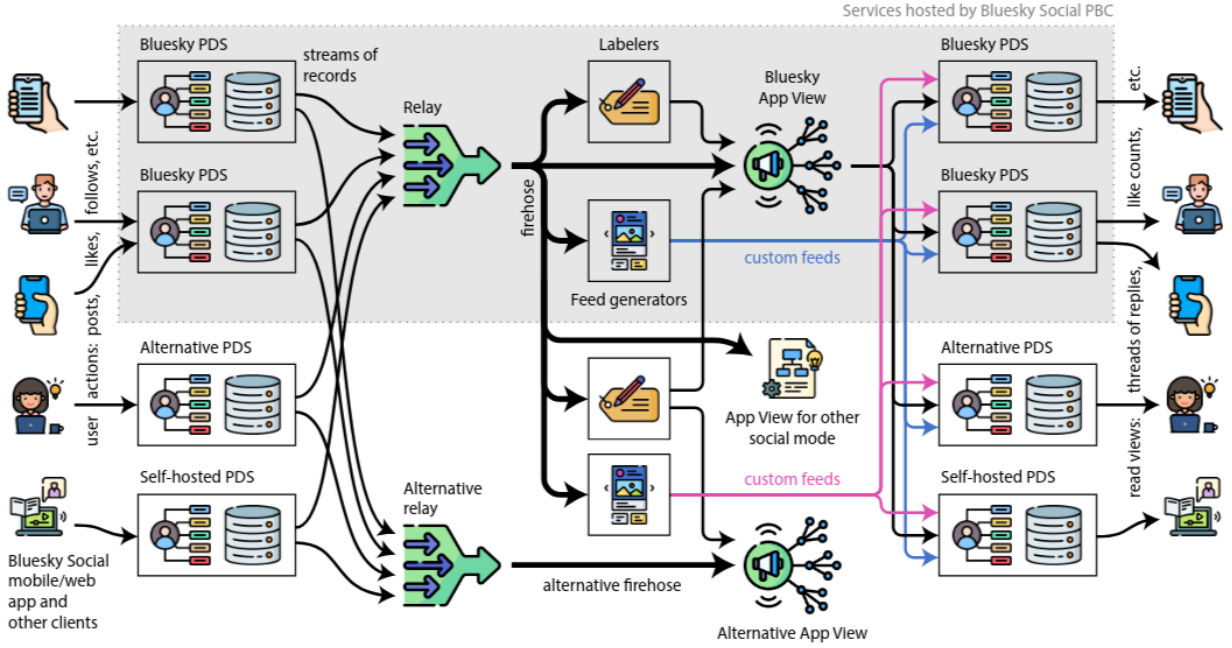 Services hosted by Bluesky Social PBC
Bluesky PDS
streams of
records
Relay
Labelers
Bluesky
App View
Bluesky PDS
etc.
Bluesky PDS
firehose
Feed generators
custom feeds
Bluesky PDS
like counts,
user actions: posts, likes, follows, etc.
Alternative PDS
App View for other
social mode
Alternative PDS
threads of replies,
read views:
Self-hosted PDS
Alternative
relay
custom feeds
Self-hosted PDS
Bluesky Social
mobile/web
app and
other clients
alternative firehose
Alternative App View